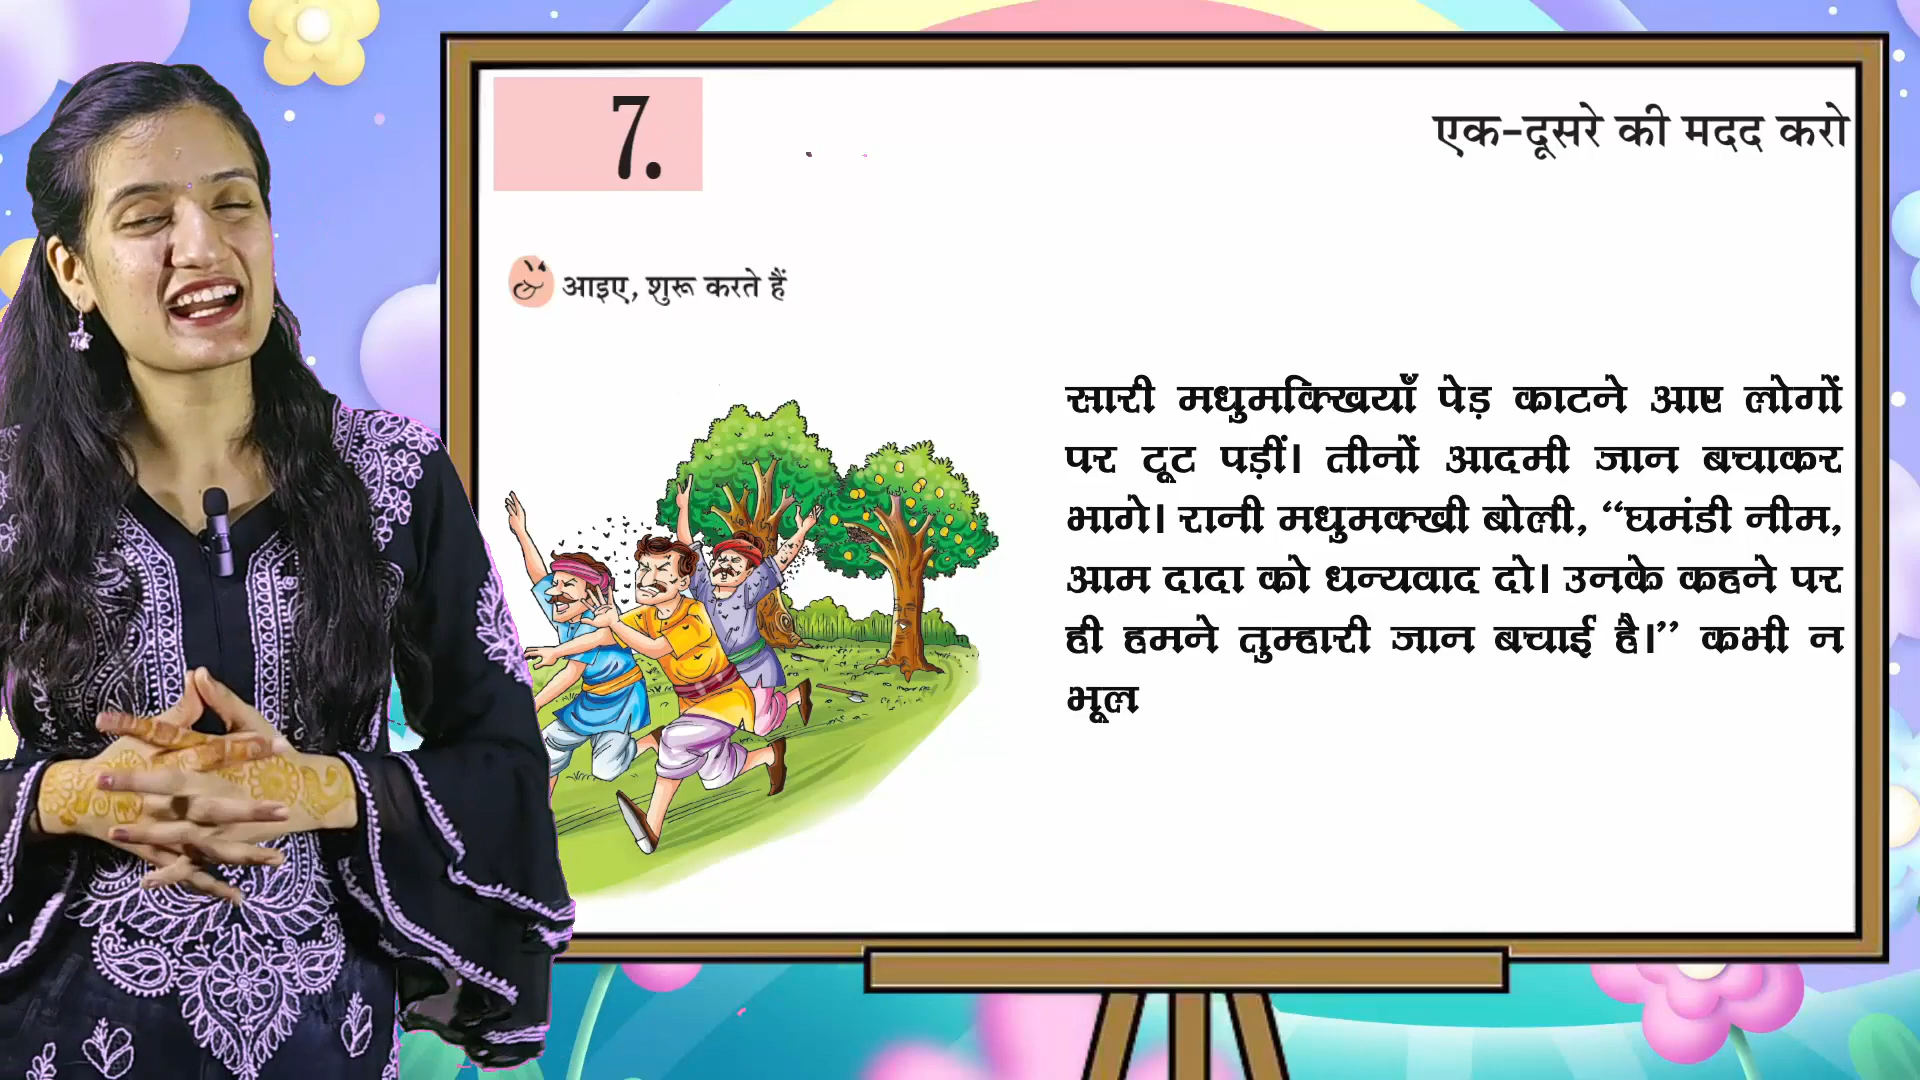 7.
एक-दूसरे की मदद करो
आइए, शुरू करते हैं
सारी मधुमक्खियाँ पेड़ काटने आए लोगों
पर टूट पड़ीं। तीनों आदमी जान बचाकर
भागे। रानी मधुमक्खी बोली, “घमंडी नीम,
आम दादा को धन्यवाद दो। उनके कहने पर
ही हमने तुम्हारी जान बचाई है।” कभी न
भूल